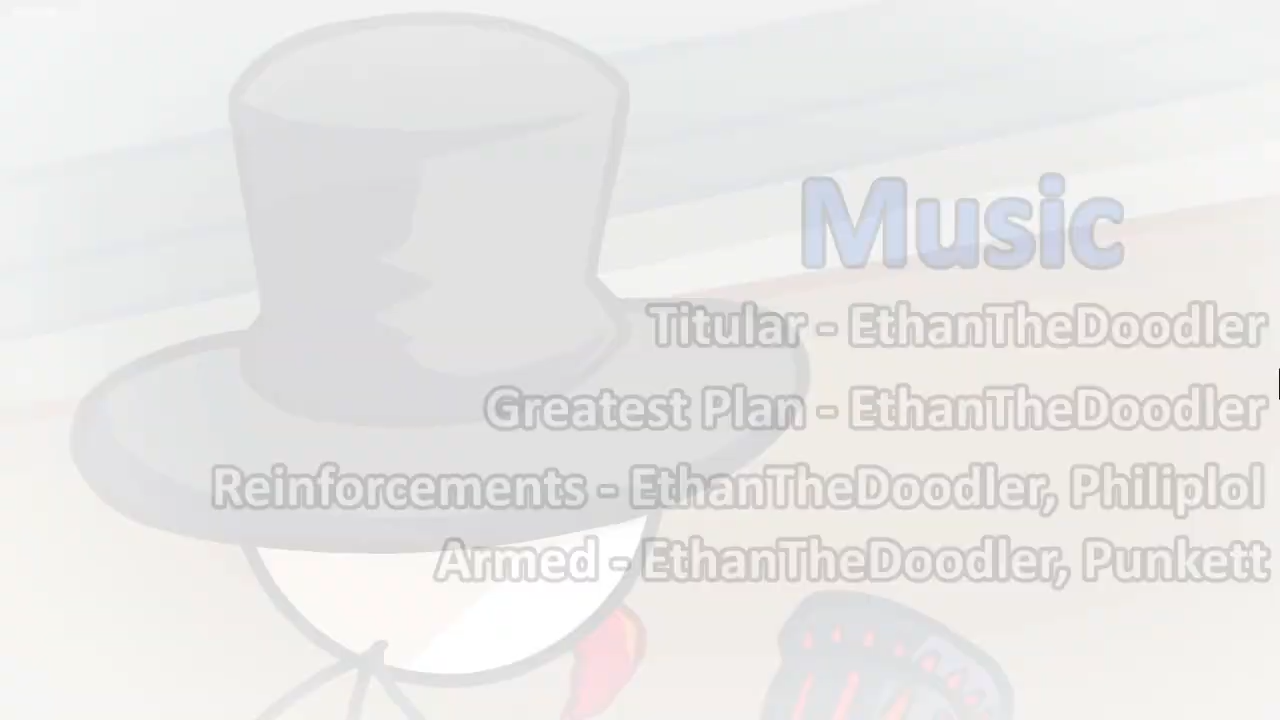 Music
Titular - EthanTheDoodler
Greatest Plan - EthanTheDoodler
Reinforcements - EthanTheDoodler, Philiplol
Armed - EthanTheDoodler, Punkett